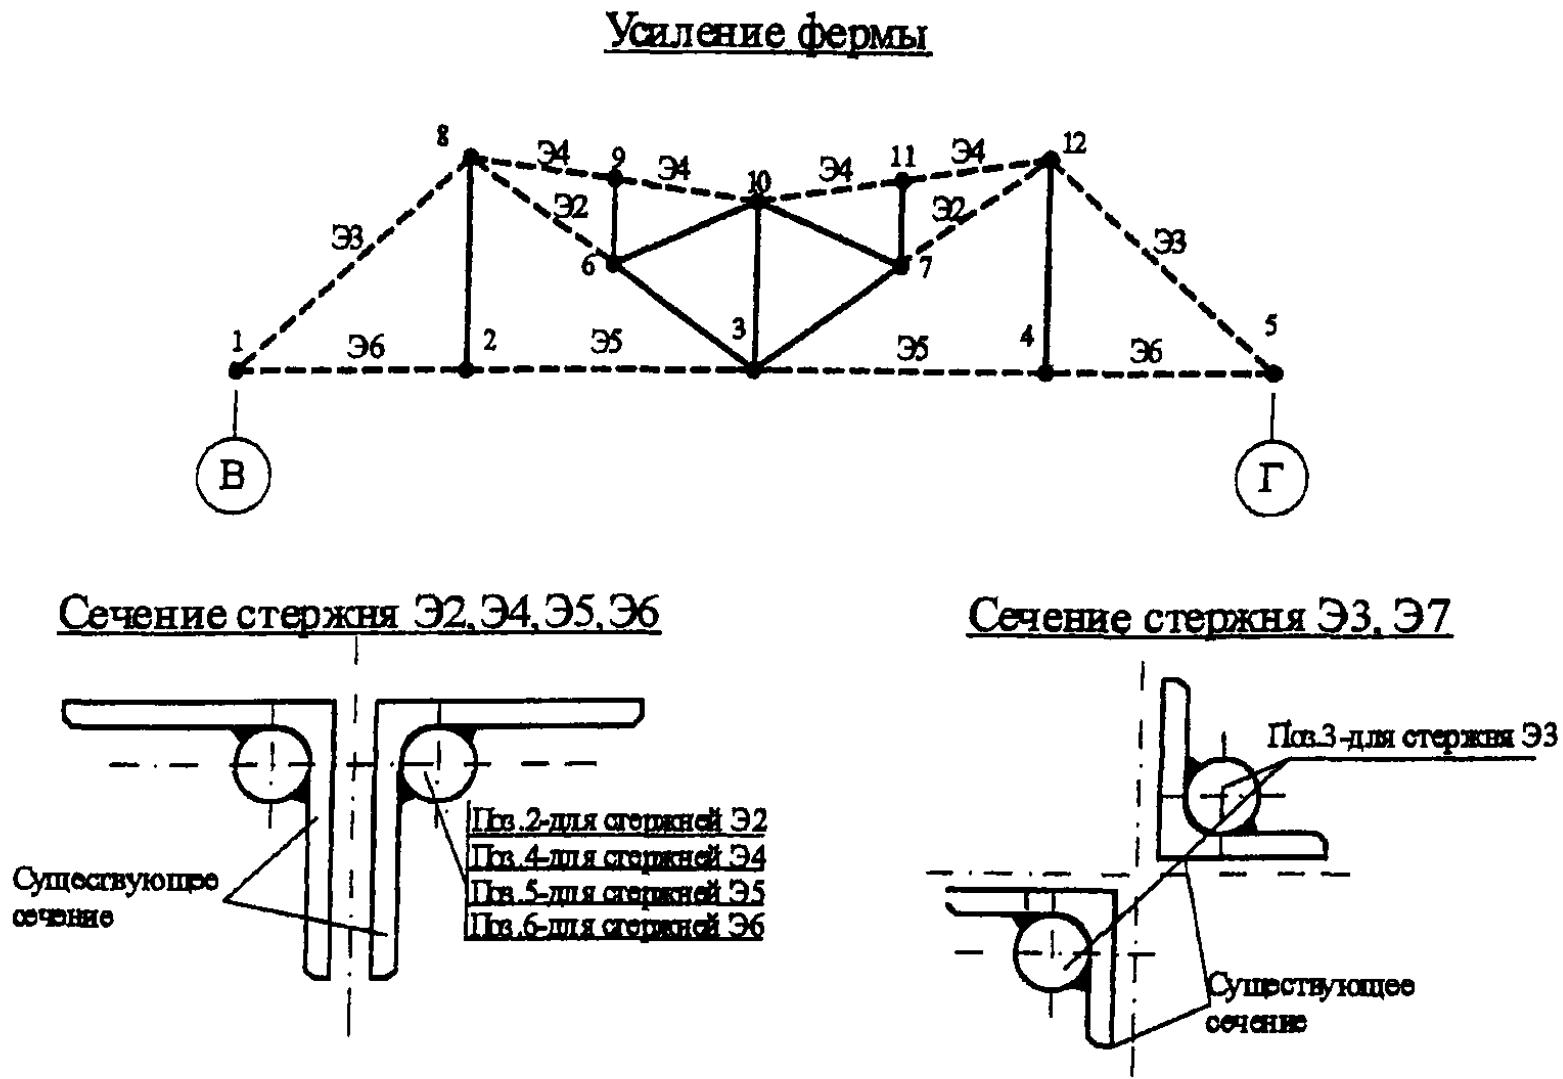 Усиление фермы
8
Э4
9
Э4
10
Э4
11
Э4
12
Э3
Э2
6
Э2
7
Э3
1
Э6
2
Э5
3
Э5
4
Э6
5
В
Г
Сечение стержня Э2, Э4, Э5, Э6
Поз.2-для стержней Э2
Поз.4-для стержней Э4
Поз.5-для стержней Э5
Поз.6-для стержней Э6
Существующее
сечение
Сечение стержня Э3, Э7
Поз.3-для стержня Э3
Существующее
сечение